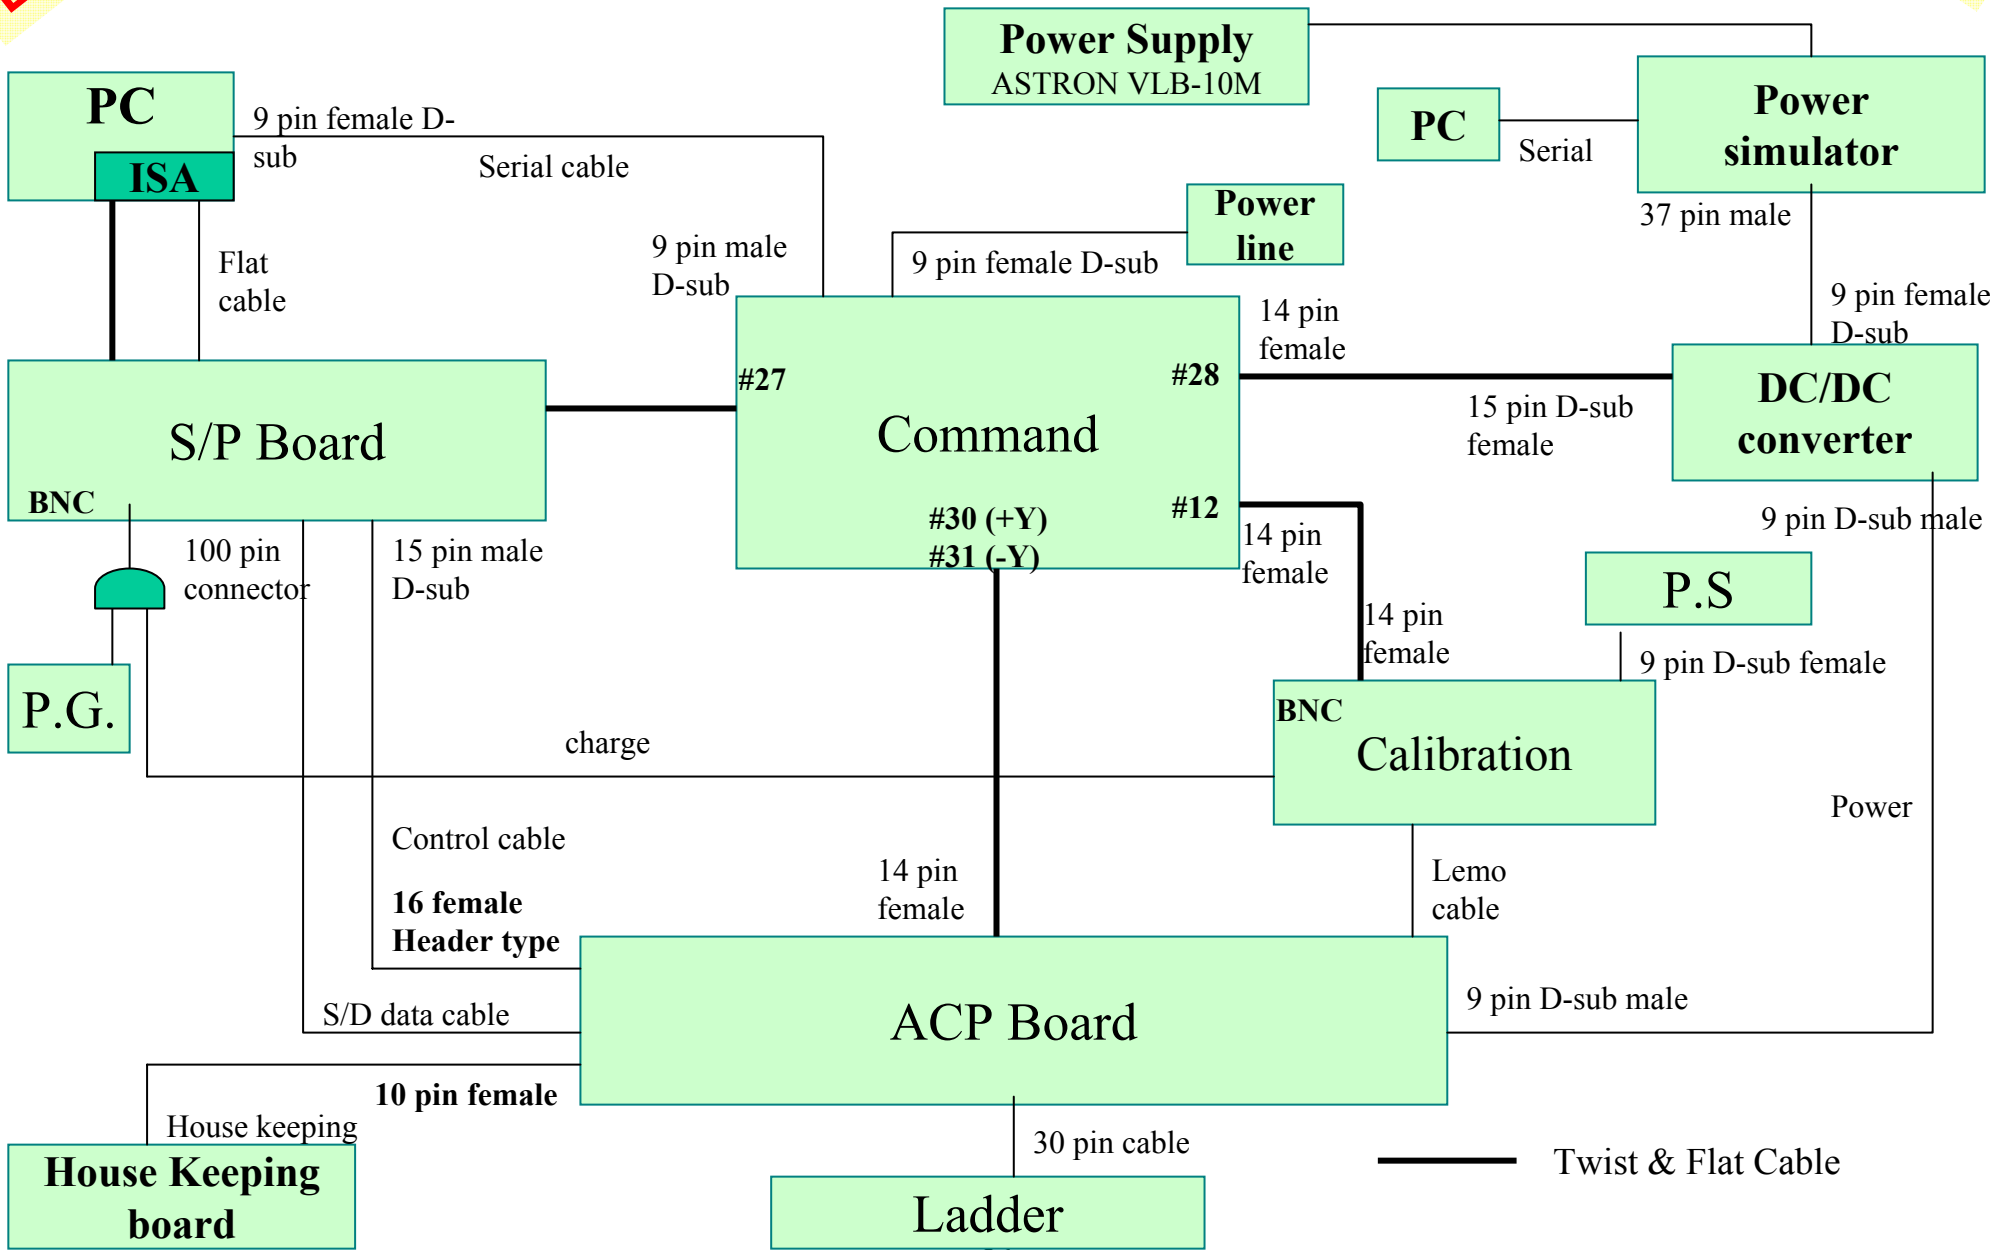 Power Supply
ASTRON VLB-10M
PC
ISA
9 pin female D-
sub
Serial cable
PC
Serial
Power
simulator
37 pin male
Power
line
9 pin female D-sub
9 pin male
D-sub
Flat
cable
9 pin female
D-sub
14 pin
female
S/P Board
BNC
#27
#28
Command
#12
#30 (+Y)
#31 (-Y)
15 pin D-sub
female
DC/DC
converter
9 pin D-sub male
100 pin
connector
15 pin male
D-sub
14 pin
female
14 pin
female
P.S
9 pin D-sub female
P.G.
charge
BNC
Calibration
Power
Control cable
16 female
Header type
14 pin
female
Lemo
cable
S/D data cable
ACP Board
9 pin D-sub male
10 pin female
House keeping
House Keeping
board
30 pin cable
Ladder
Twist & Flat Cable